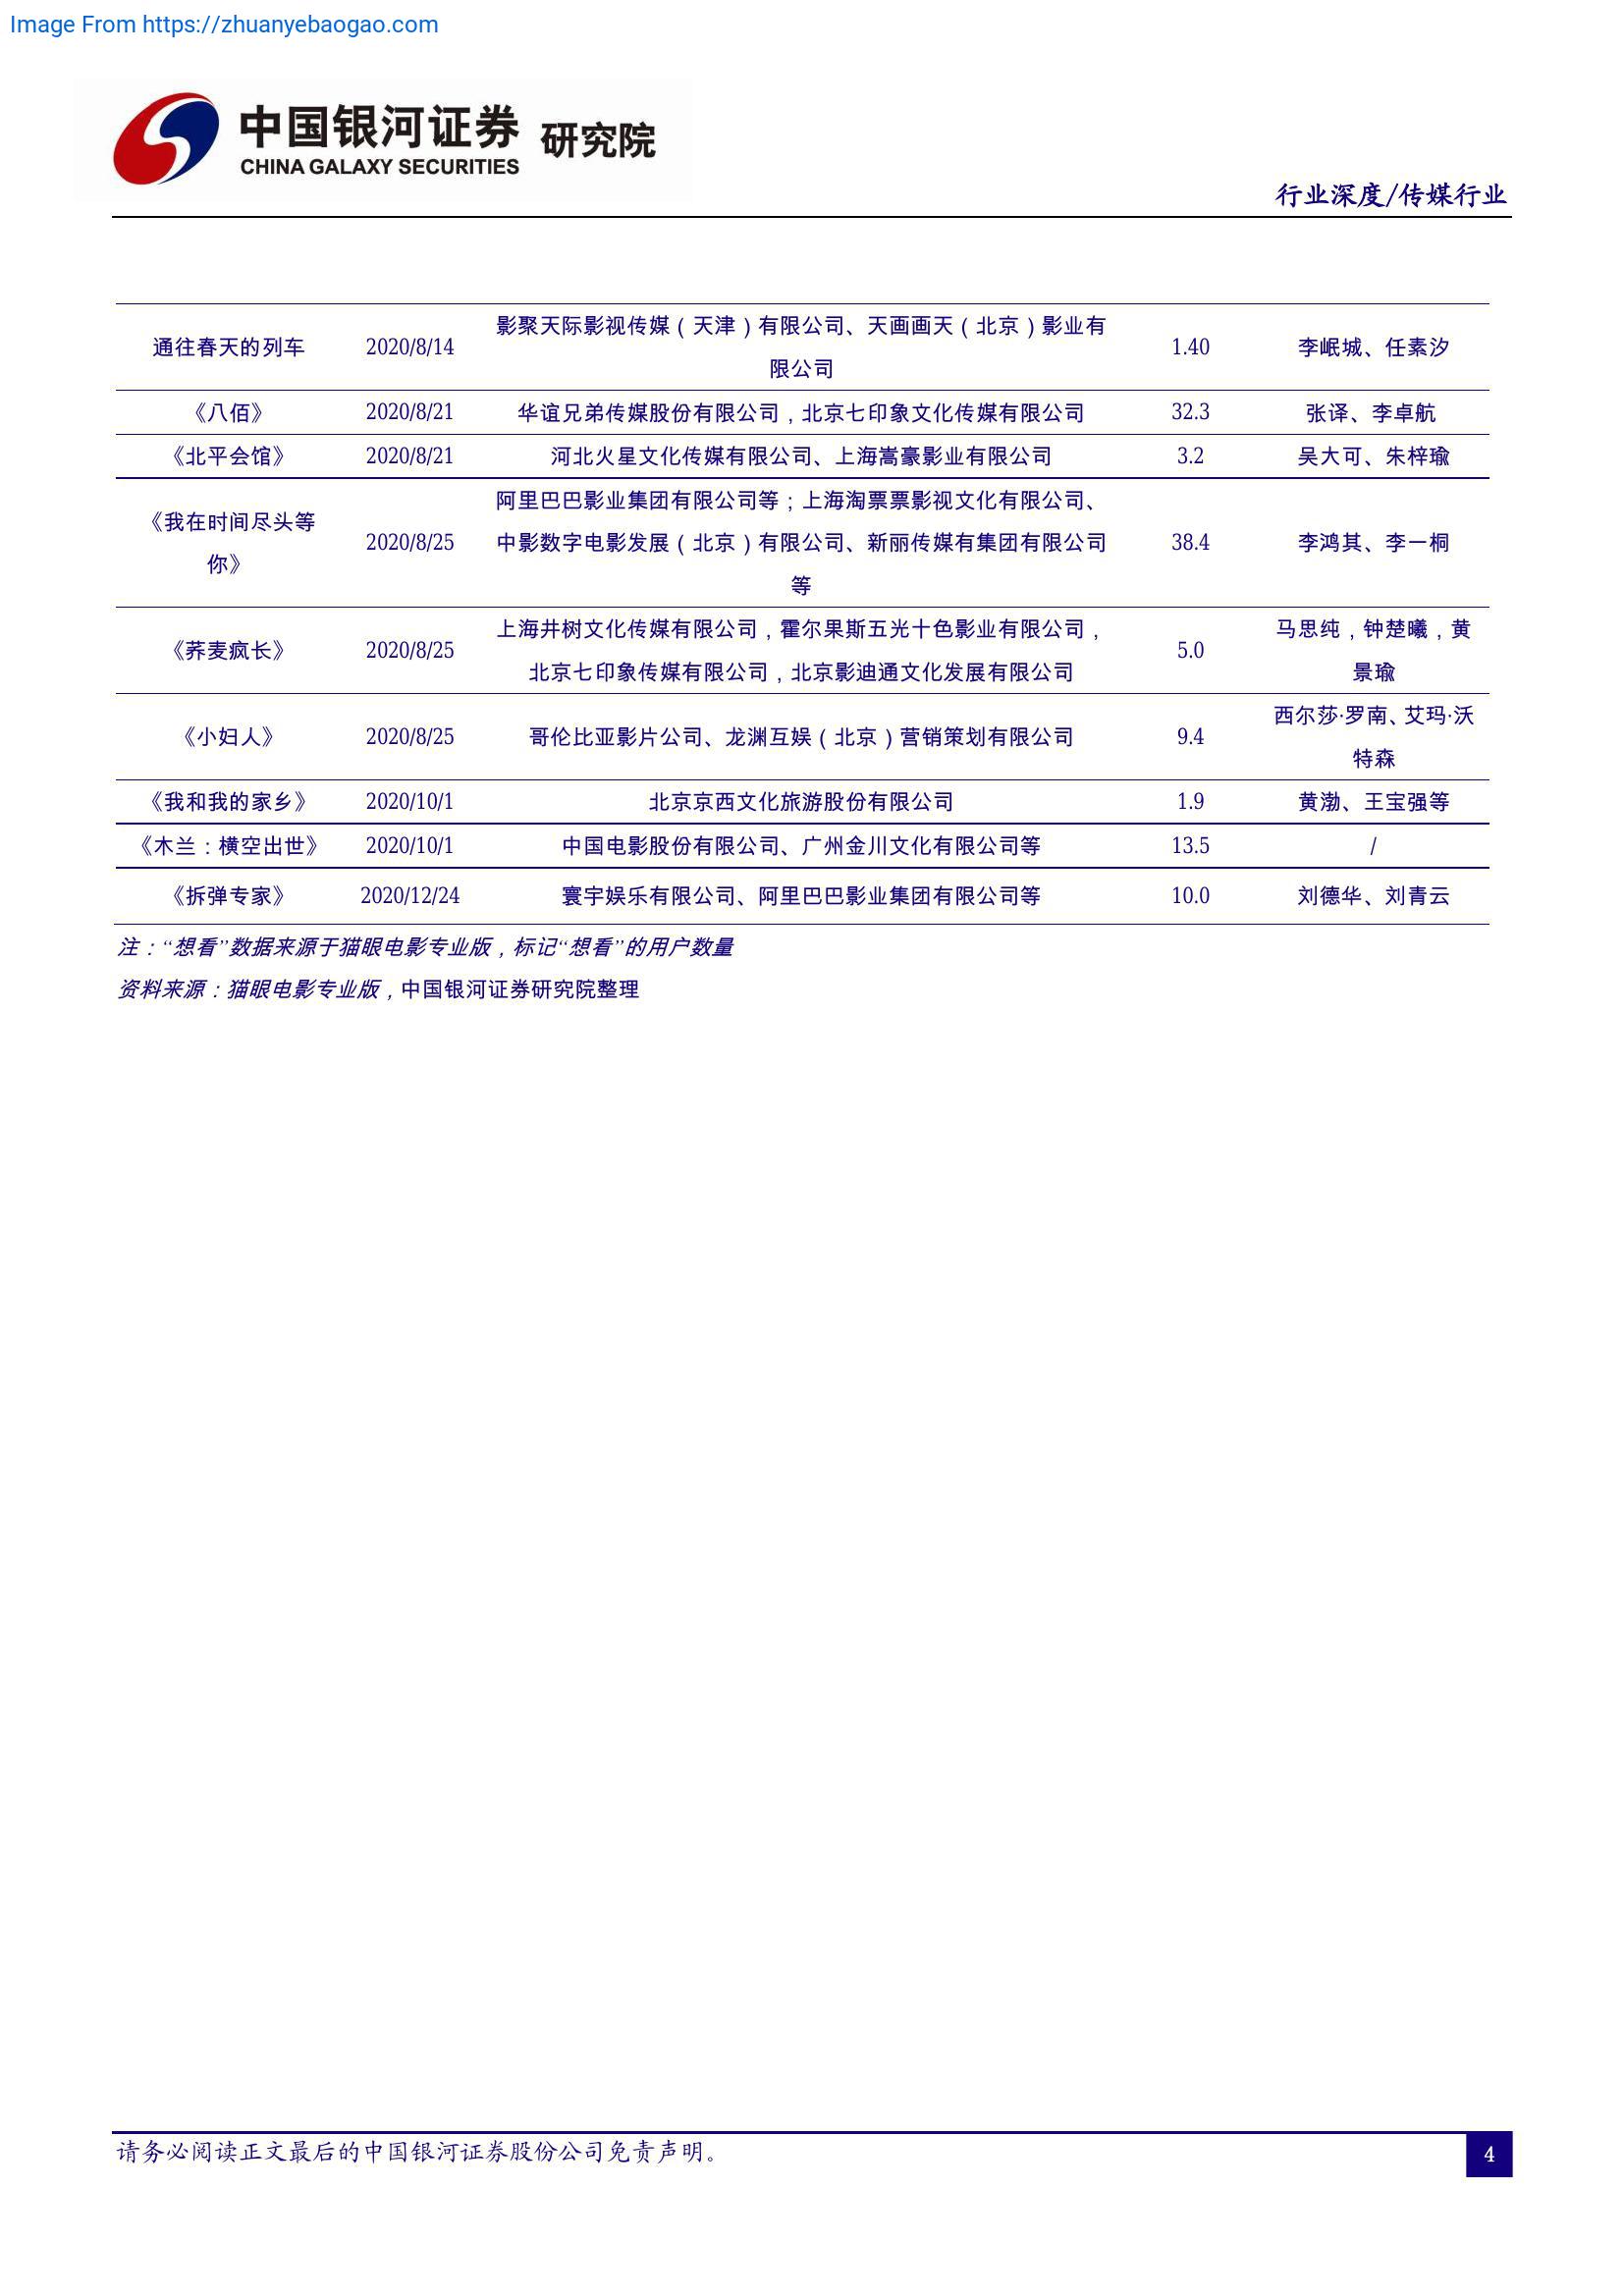 Image From https://zhuanyebaogao.com
中国银河证券 研究院
CHINA GALAXY SECURITIES
行业深度/传媒行业
通往春天的列车 2020/8/14 影聚天际影视传媒（天津）有限公司、天画画天（北京）影业有限公司 1.40 李岷城、任素汐
《八佰》 2020/8/21 华谊兄弟传媒股份有限公司，北京七印象文化传媒有限公司 32.3 张译、李卓航
《北平会馆》 2020/8/21 河北火星文化传媒有限公司、上海嵩豪影业有限公司 3.2 吴大可、朱梓瑜
《我在时间尽头等你》 2020/8/25 阿里巴巴影业集团有限公司等；上海淘票票影视文化有限公司、中影数字电影发展（北京）有限公司、新丽传媒有集团有限公司等 38.4 李鸿其、李一桐
《荞麦疯长》 2020/8/25 上海井树文化传媒有限公司，霍尔果斯五光十色影业有限公司，北京七印象传媒有限公司，北京影迪通文化发展有限公司 5.0 马思纯，钟楚曦，黄景瑜
《小妇人》 2020/8/25 哥伦比亚影片公司、龙渊互娱（北京）营销策划有限公司 9.4 西尔莎·罗南、艾玛·沃特森
《我和我的家乡》 2020/10/1 北京京西文化旅游股份有限公司 1.9 黄渤、王宝强等
《木兰：横空出世》 2020/10/1 中国电影股份有限公司、广州金川文化有限公司等 13.5 /
《拆弹专家》 2020/12/24 寰宇娱乐有限公司、阿里巴巴影业集团有限公司等 10.0 刘德华、刘青云
注：“想看”数据来源于猫眼电影专业版，标记“想看”的用户数量
资料来源：猫眼电影专业版，中国银河证券研究院整理
请务必阅读正文最后的中国银河证券股份公司免责声明。
4